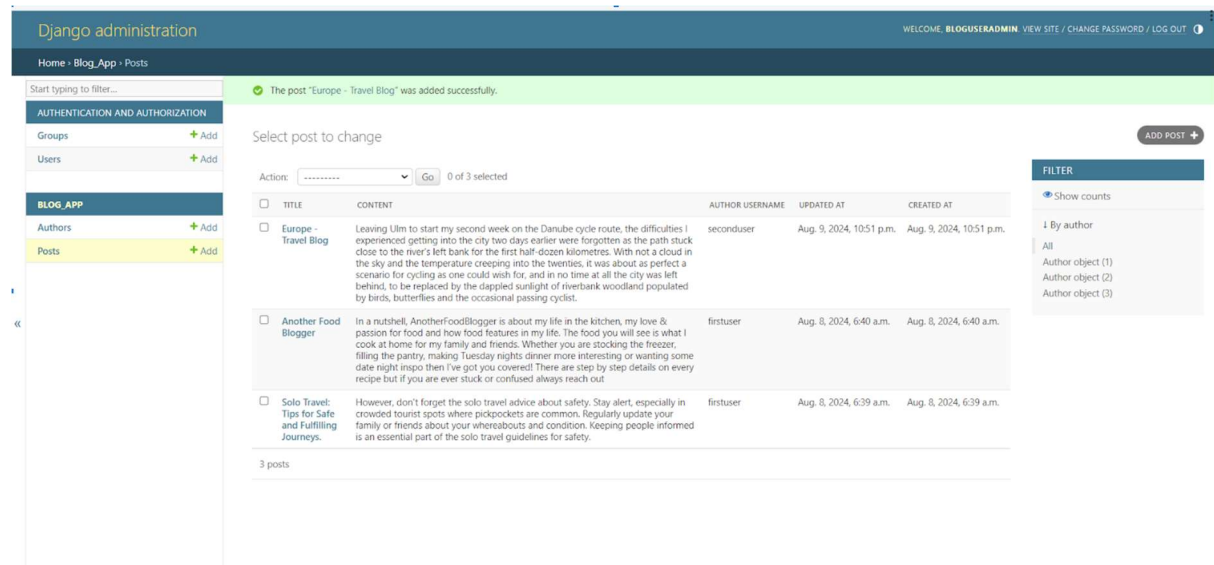 Django administration
WELCOME, BLOGUSERADMIN. VIEW SITE / CHANGE PASSWORD / LOG OUT
Home › Blog_App › Posts
Start typing to filter...
AUTHENTICATION AND AUTHORIZATION
Groups + Add
Users + Add
BLOG_APP
Authors + Add
Posts + Add
«
The post "Europe - Travel Blog" was added successfully.
Select post to change
ADD POST +
Action: --------- Go 0 of 3 selected
TITLE CONTENT AUTHOR USERNAME UPDATED AT CREATED AT
Europe -
Travel Blog
Leaving Ulm to start my second week on the Danube cycle route, the difficulties I
experienced getting into the city two days earlier were forgotten as the path stuck
close to the river's left bank for the first half-dozen kilometres. With not a cloud in
the sky and the temperature creeping into the twenties, it was about as perfect a
scenario for cycling as one could wish for, and in no time at all the city was left
behind, to be replaced by the dappled sunlight of riverbank woodland populated
by birds, butterflies and the occasional passing cyclist.
seconduser
Aug. 9, 2024, 10:51 p.m.
Aug. 9, 2024, 10:51 p.m.
Another Food
Blogger
In a nutshell, AnotherFoodBlogger is about my life in the kitchen, my love &
passion for food and how food features in my life. The food you will see is what I
cook at home for my family and friends. Whether you are stocking the freezer,
filling the pantry, making Tuesday nights dinner more interesting or wanting some
date night inspo then I've got you covered! There are step by step details on every
recipe but if you are ever stuck or confused always reach out
firstuser
Aug. 8, 2024, 6:40 a.m.
Aug. 8, 2024, 6:40 a.m.
Solo Travel:
Tips for Safe
and Fulfilling
Journeys.
However, don't forget the solo travel advice about safety. Stay alert, especially in
crowded tourist spots where pickpockets are common. Regularly update your
family or friends about your whereabouts and condition. Keeping people informed
is an essential part of the solo travel guidelines for safety.
firstuser
Aug. 8, 2024, 6:39 a.m.
Aug. 8, 2024, 6:39 a.m.
3 posts
FILTER
Show counts
↓ By author
All
Author object (1)
Author object (2)
Author object (3)